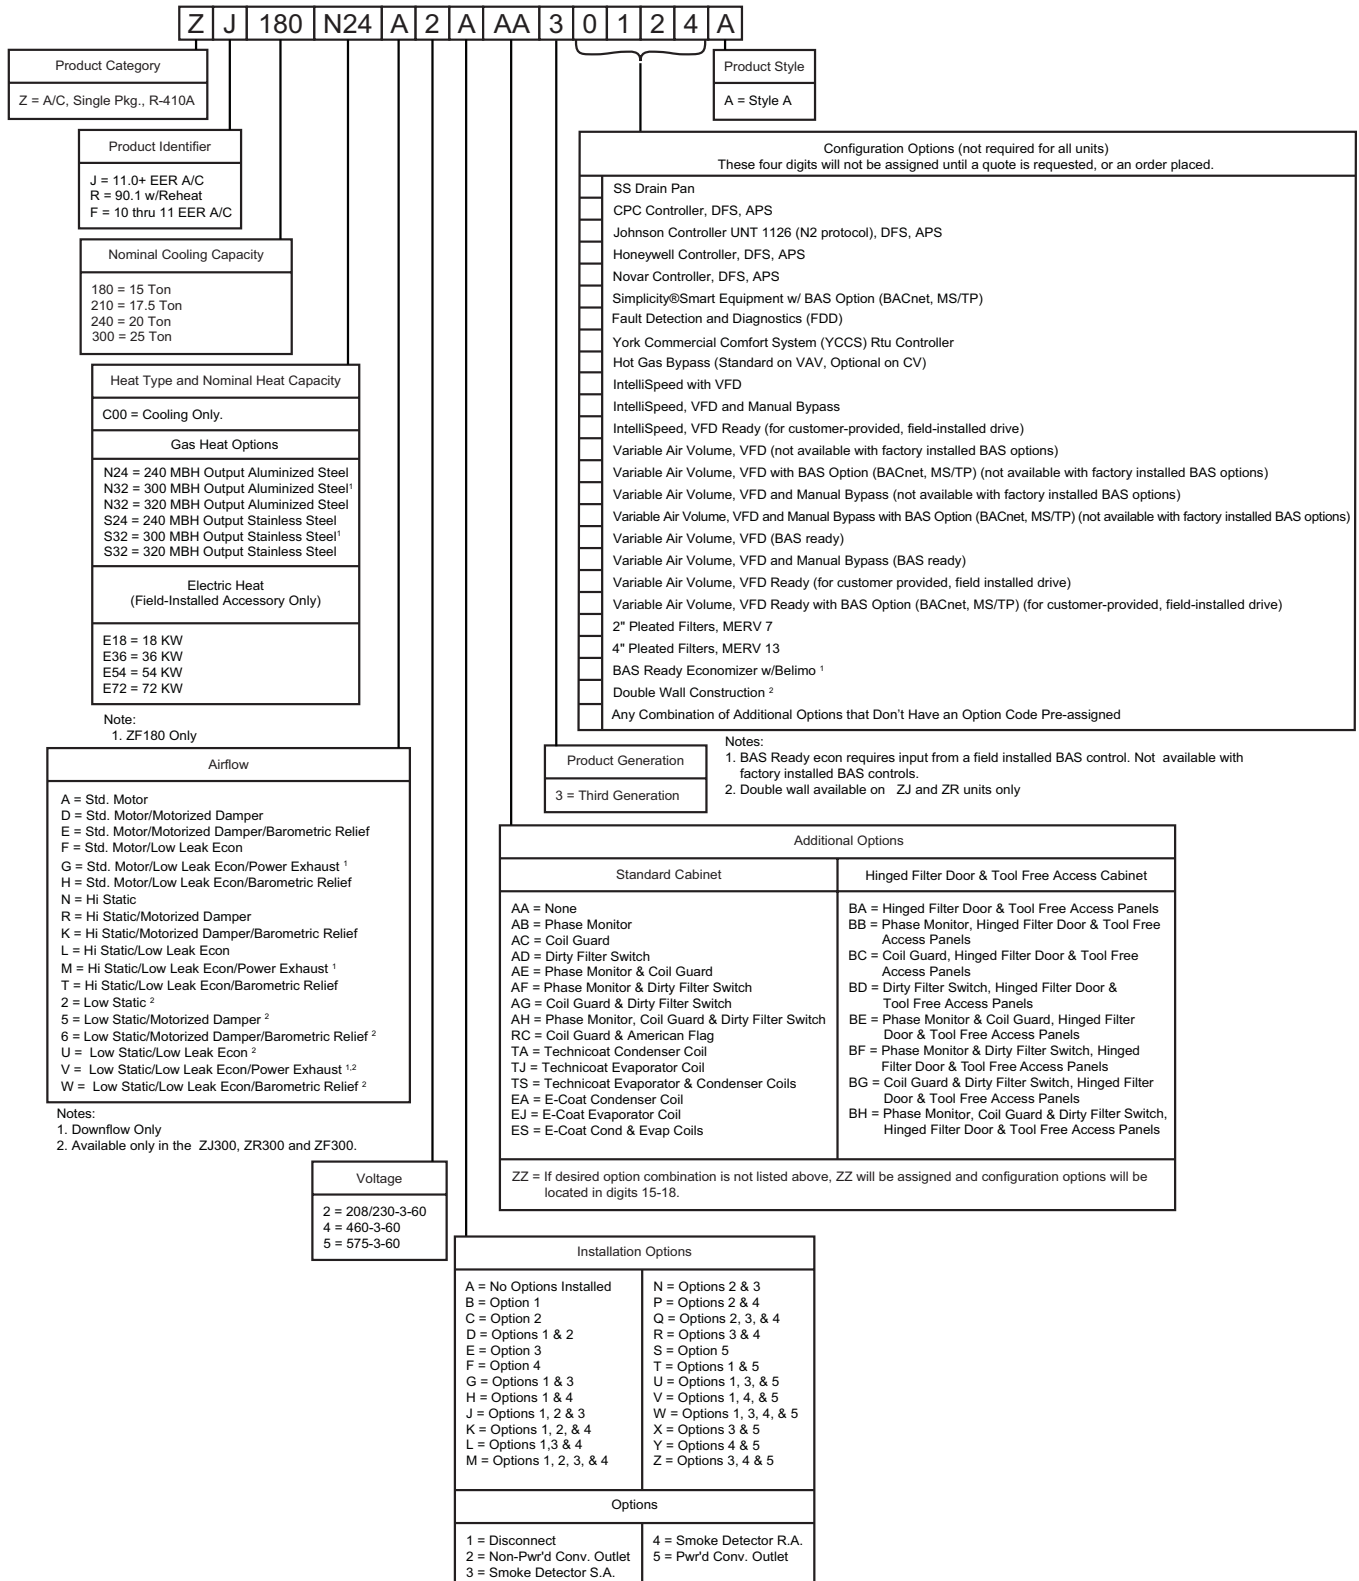 Z J 180 N24 A 2 A AA 3 0 1 2 4 A
Product Category
Z = A/C, Single Pkg., R-410A
Product Style
A = Style A
Product Identifier
J = 11.0+ EER A/C
R = 90.1 w/Reheat
F = 10 thru 11 EER A/C
Nominal Cooling Capacity
180 = 15 Ton
210 = 17.5 Ton
240 = 20 Ton
300 = 25 Ton
Heat Type and Nominal Heat Capacity
C00 = Cooling Only.
Gas Heat Options
N24 = 240 MBH Output Aluminized Steel
N32 = 300 MBH Output Aluminized Steel¹
N32 = 320 MBH Output Aluminized Steel
S24 = 240 MBH Output Stainless Steel
S32 = 300 MBH Output Stainless Steel¹
S32 = 320 MBH Output Stainless Steel
Electric Heat
(Field-Installed Accessory Only)
E18 = 18 KW
E36 = 36 KW
E54 = 54 KW
E72 = 72 KW
Note:
1. ZF180 Only
Configuration Options (not required for all units)
These four digits will not be assigned until a quote is requested, or an order placed.
SS Drain Pan
CPC Controller, DFS, APS
Johnson Controller UNT 1126 (N2 protocol), DFS, APS
Honeywell Controller, DFS, APS
Novar Controller, DFS, APS
Simplicity®Smart Equipment w/ BAS Option (BACnet, MS/TP)
Fault Detection and Diagnostics (FDD)
York Commercial Comfort System (YCCS) Rtu Controller
Hot Gas Bypass (Standard on VAV, Optional on CV)
IntelliSpeed with VFD
IntelliSpeed, VFD and Manual Bypass
IntelliSpeed, VFD Ready (for customer-provided, field-installed drive)
Variable Air Volume, VFD (not available with factory installed BAS options)
Variable Air Volume, VFD with BAS Option (BACnet, MS/TP) (not available with factory installed BAS options)
Variable Air Volume, VFD and Manual Bypass (not available with factory installed BAS options)
Variable Air Volume, VFD and Manual Bypass with BAS Option (BACnet, MS/TP) (not available with factory installed BAS options)
Variable Air Volume, VFD (BAS ready)
Variable Air Volume, VFD and Manual Bypass (BAS ready)
Variable Air Volume, VFD Ready (for customer provided, field installed drive)
Variable Air Volume, VFD Ready with BAS Option (BACnet, MS/TP) (for customer-provided, field-installed drive)
2" Pleated Filters, MERV 7
4" Pleated Filters, MERV 13
BAS Ready Economizer w/Belimo ¹
Double Wall Construction ²
Any Combination of Additional Options that Don't Have an Option Code Pre-assigned
Notes:
1. BAS Ready econ requires input from a field installed BAS control. Not available with
factory installed BAS controls.
2. Double wall available on ZJ and ZR units only
Product Generation
3 = Third Generation
Airflow
A = Std. Motor
D = Std. Motor/Motorized Damper
E = Std. Motor/Motorized Damper/Barometric Relief
F = Std. Motor/Low Leak Econ
G = Std. Motor/Low Leak Econ/Power Exhaust ¹
H = Std. Motor/Low Leak Econ/Barometric Relief
N = Hi Static
R = Hi Static/Motorized Damper
K = Hi Static/Motorized Damper/Barometric Relief
L = Hi Static/Low Leak Econ
M = Hi Static/Low Leak Econ/Power Exhaust ¹
T = Hi Static/Low Leak Econ/Barometric Relief
2 = Low Static ²
5 = Low Static/Motorized Damper ²
6 = Low Static/Motorized Damper/Barometric Relief ²
U = Low Static/Low Leak Econ ²
V = Low Static/Low Leak Econ/Power Exhaust ¹,²
W = Low Static/Low Leak Econ/Barometric Relief ²
Notes:
1. Downflow Only
2. Available only in the ZJ300, ZR300 and ZF300.
Additional Options
Standard Cabinet
AA = None
AB = Phase Monitor
AC = Coil Guard
AD = Dirty Filter Switch
AE = Phase Monitor & Coil Guard
AF = Phase Monitor & Dirty Filter Switch
AG = Coil Guard & Dirty Filter Switch
AH = Phase Monitor, Coil Guard & Dirty Filter Switch
RC = Coil Guard & American Flag
TA = Technicoat Condenser Coil
TJ = Technicoat Evaporator Coil
TS = Technicoat Evaporator & Condenser Coils
EA = E-Coat Condenser Coil
EJ = E-Coat Evaporator Coil
ES = E-Coat Cond & Evap Coils
Hinged Filter Door & Tool Free Access Cabinet
BA = Hinged Filter Door & Tool Free Access Panels
BB = Phase Monitor, Hinged Filter Door & Tool Free
Access Panels
BC = Coil Guard, Hinged Filter Door & Tool Free
Access Panels
BD = Dirty Filter Switch, Hinged Filter Door &
Tool Free Access Panels
BE = Phase Monitor & Coil Guard, Hinged Filter
Door & Tool Free Access Panels
BF = Phase Monitor & Dirty Filter Switch, Hinged
Filter Door & Tool Free Access Panels
BG = Coil Guard & Dirty Filter Switch, Hinged Filter
Door & Tool Free Access Panels
BH = Phase Monitor, Coil Guard & Dirty Filter Switch,
Hinged Filter Door & Tool Free Access Panels
ZZ = If desired option combination is not listed above, ZZ will be assigned and configuration options will be
located in digits 15-18.
Voltage
2 = 208/230-3-60
4 = 460-3-60
5 = 575-3-60
Installation Options
A = No Options Installed
B = Option 1
C = Option 2
D = Options 1 & 2
E = Option 3
F = Option 4
G = Options 1 & 3
H = Options 1 & 4
J = Options 1, 2 & 3
K = Options 1, 2, & 4
L = Options 1,3 & 4
M = Options 1, 2, 3, & 4
N = Options 2 & 3
P = Options 2 & 4
Q = Options 2, 3, & 4
R = Options 3 & 4
S = Option 5
T = Options 1 & 5
U = Options 1, 3, & 5
V = Options 1, 4, & 5
W = Options 1, 3, 4, & 5
X = Options 3 & 5
Y = Options 4 & 5
Z = Options 3, 4 & 5
Options
1 = Disconnect
2 = Non-Pwr'd Conv. Outlet
3 = Smoke Detector S.A.
4 = Smoke Detector R.A.
5 = Pwr'd Conv. Outlet